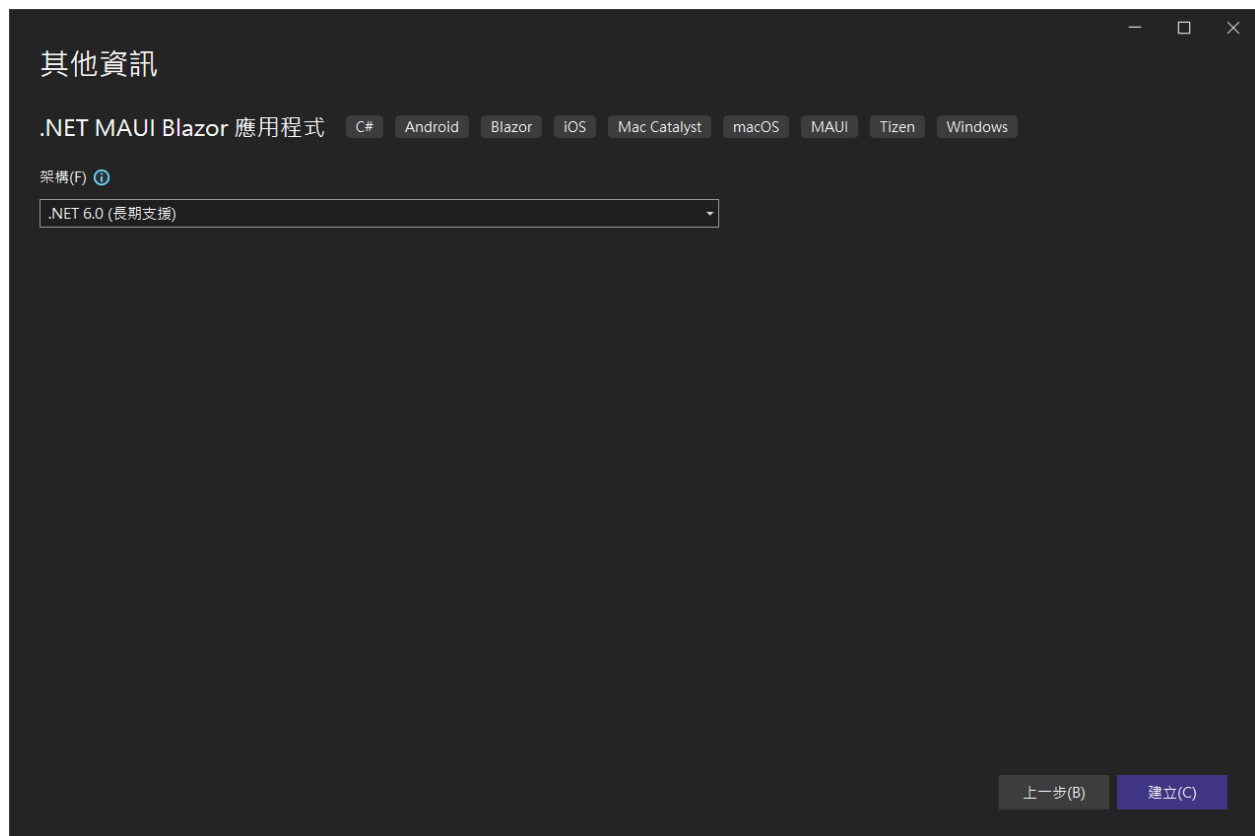 其他資訊
.NET MAUI Blazor 應用程式 C# Android Blazor iOS Mac Catalyst macOS MAUI Tizen Windows
架構(F)
.NET 6.0 (長期支援)
上一步(B) 建立(C)